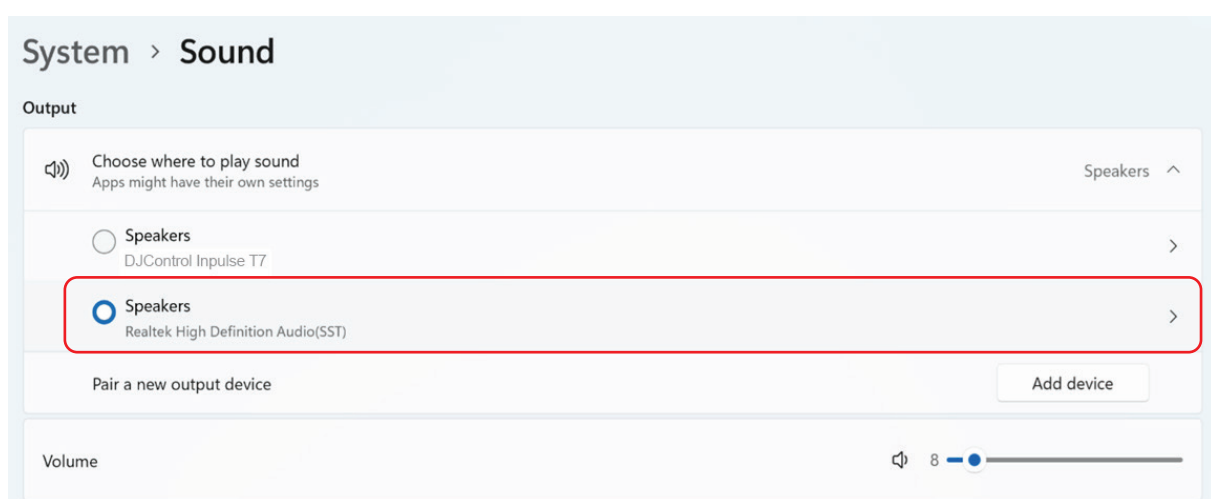 System > Sound
Output
Choose where to play sound
Apps might have their own settings
Speakers
Speakers
DJControl Inpulse T7
Speakers
Realtek High Definition Audio(SST)
Pair a new output device
Add device
Volume
8